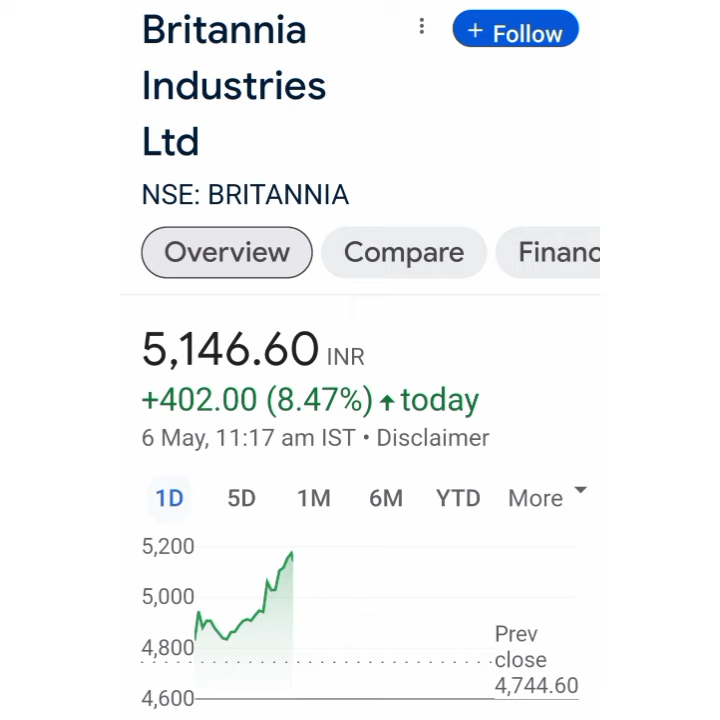 Britannia
Industries
Ltd
+ Follow
NSE: BRITANNIA
Overview Compare Financ
5,146.60 INR
+402.00 (8.47%) ↑ today
6 May, 11:17 am IST • Disclaimer
1D 5D 1M 6M YTD More
5,200
5,000
4,800
4,600
Prev
close
4,744.60